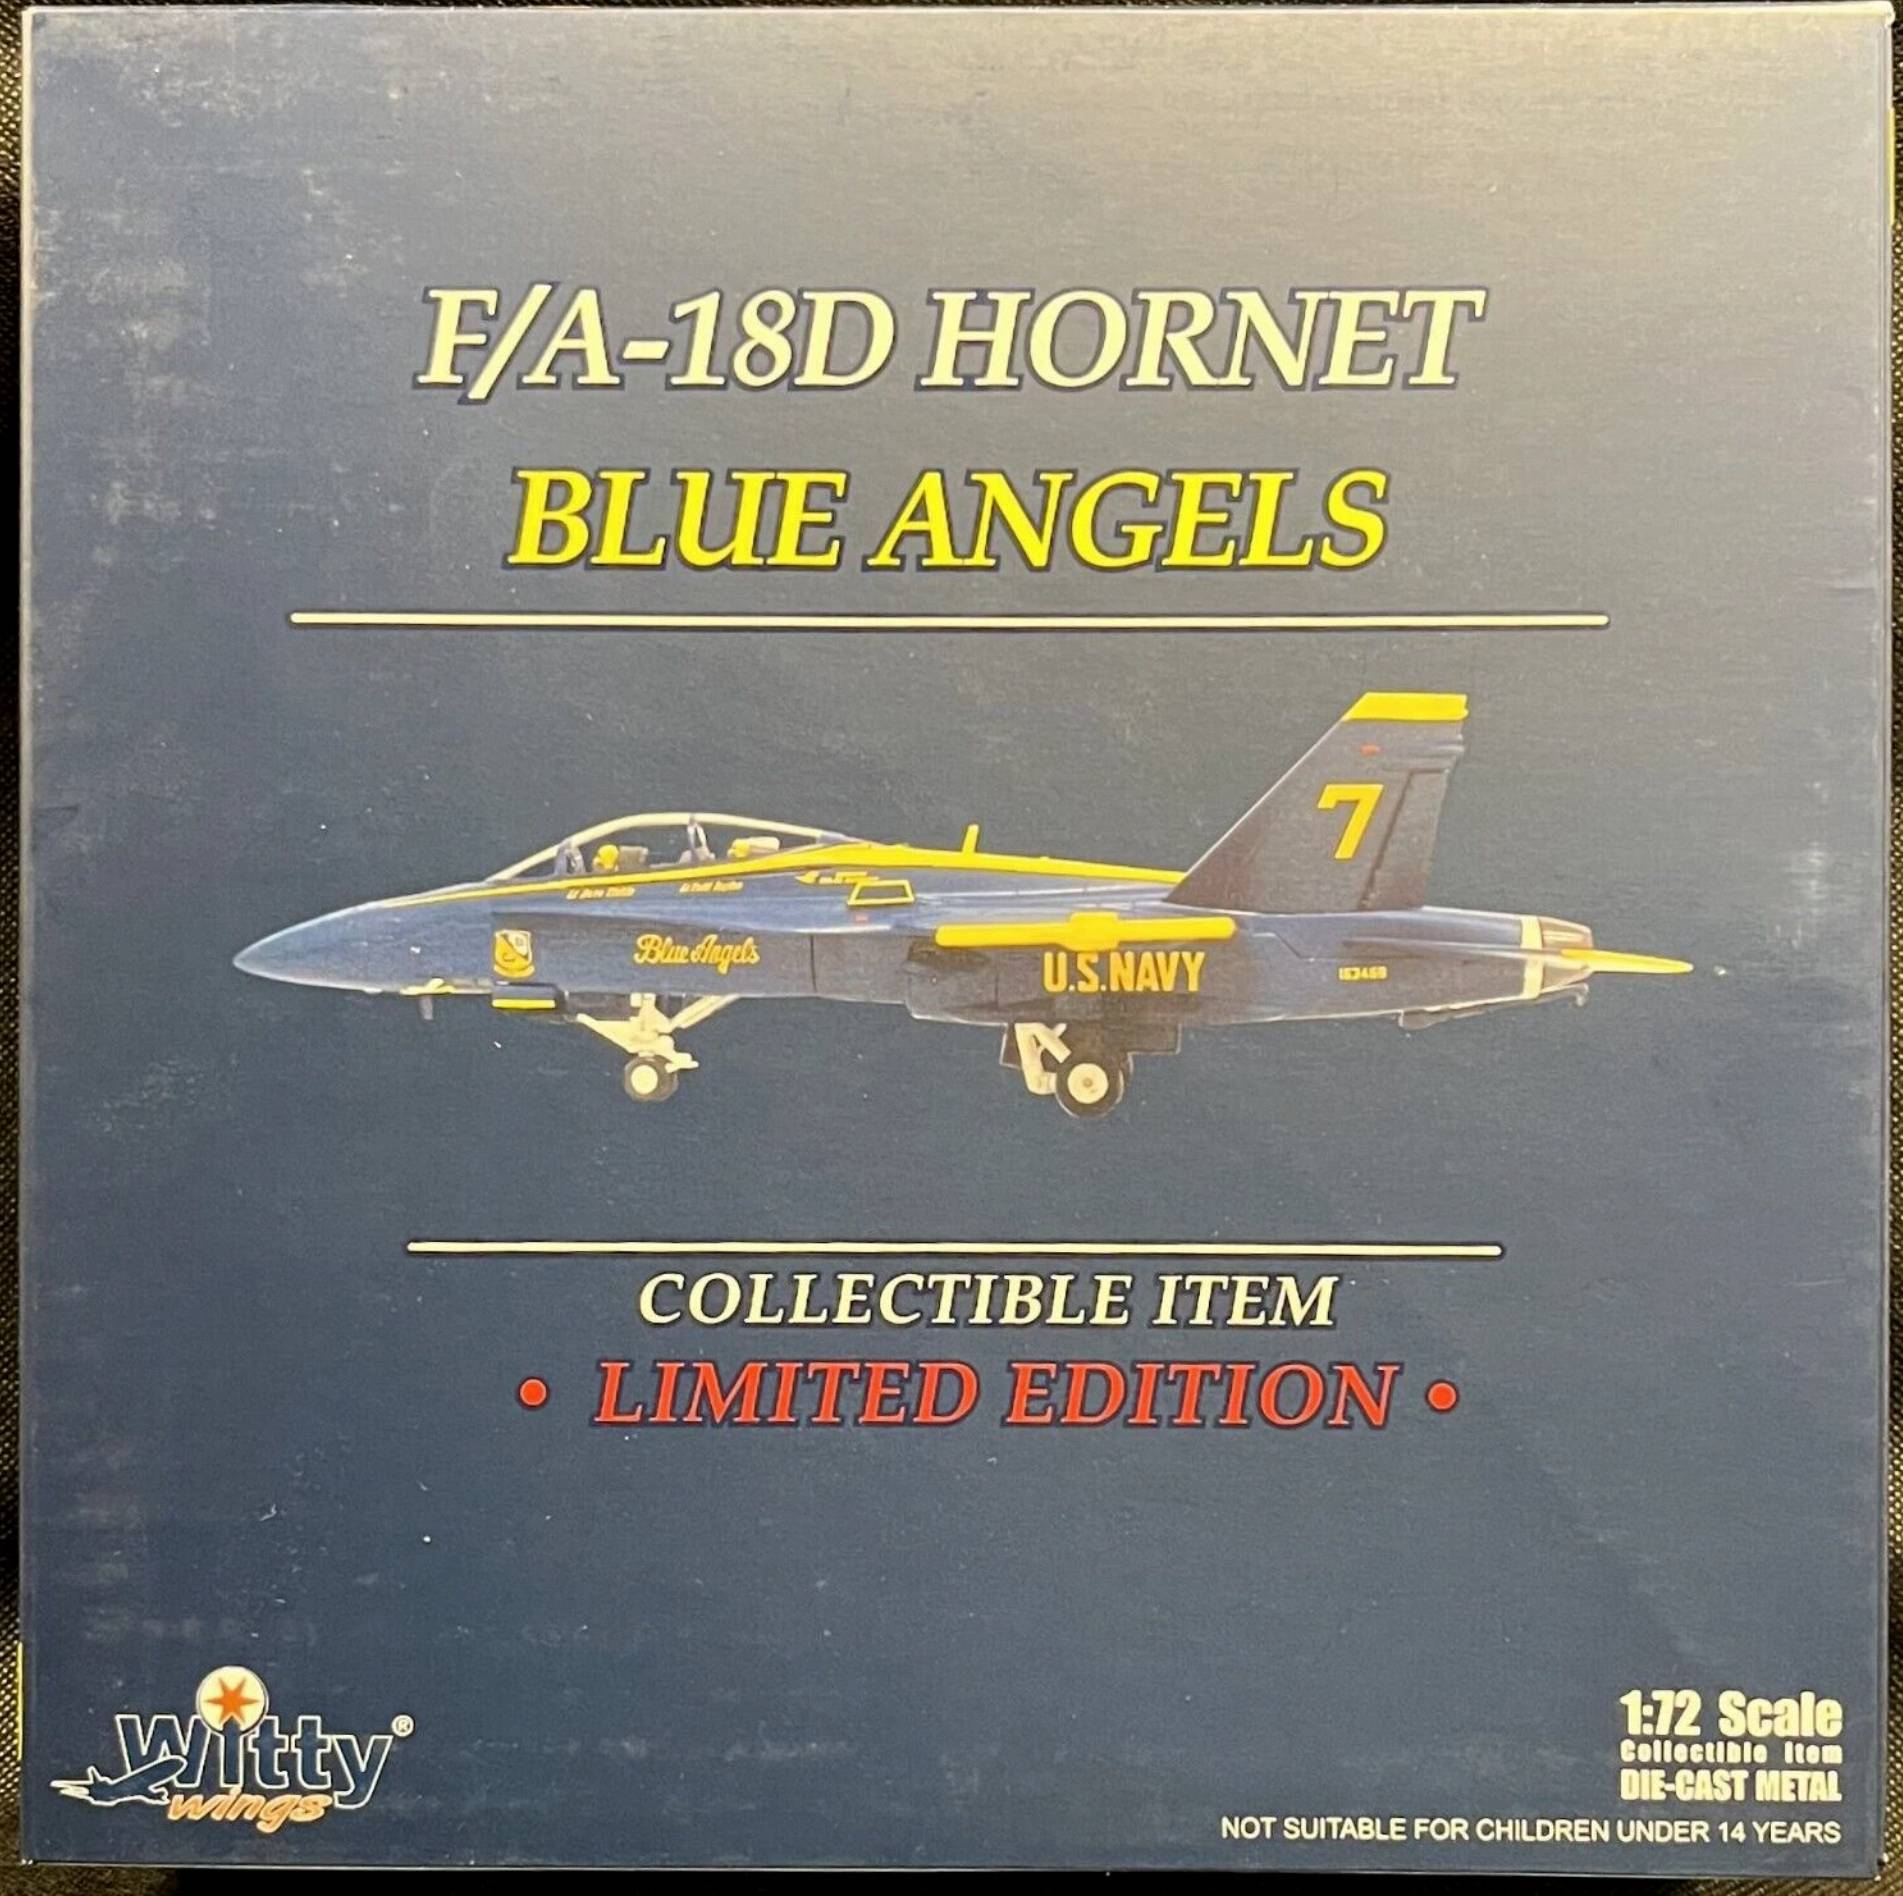 F/A-18D HORNET
BLUE ANGELS
7
Blue Angels
U.S.NAVY
COLLECTIBLE ITEM
• LIMITED EDITION •
witty®
wings
1:72 Scale
Collectible Item
DIE-CAST METAL
NOT SUITABLE FOR CHILDREN UNDER 14 YEARS